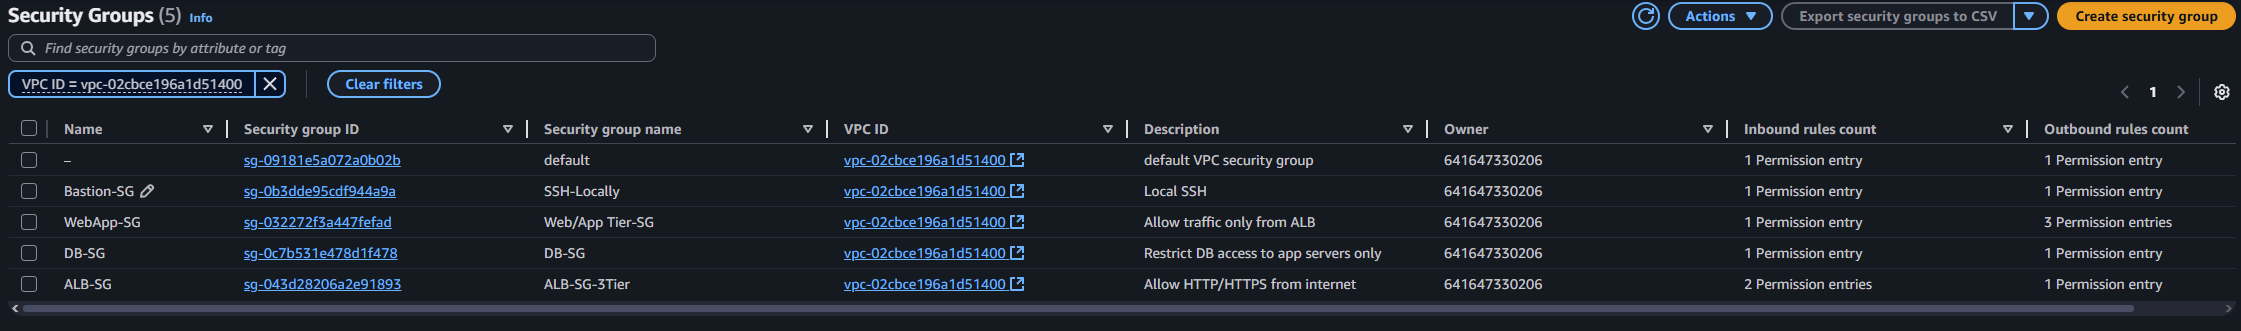 Security Groups (5) Info
Actions
Export security groups to CSV
Create security group
Find security groups by attribute or tag
VPC ID = vpc-02cbce196a1d51400
Clear filters
1
Name Security group ID Security group name VPC ID Description Owner Inbound rules count Outbound rules count
– sg-09181e5a072a0b02b default vpc-02cbce196a1d51400 default VPC security group 641647330206 1 Permission entry 1 Permission entry
Bastion-SG sg-0b3dde95cdf944a9a SSH-Locally vpc-02cbce196a1d51400 Local SSH 641647330206 1 Permission entry 1 Permission entry
WebApp-SG sg-032272f3a447fefad Web/App Tier-SG vpc-02cbce196a1d51400 Allow traffic only from ALB 641647330206 1 Permission entry 3 Permission entries
DB-SG sg-0c7b531e478d1f478 DB-SG vpc-02cbce196a1d51400 Restrict DB access to app servers only 641647330206 1 Permission entry 1 Permission entry
ALB-SG sg-043d28206a2e91893 ALB-SG-3Tier vpc-02cbce196a1d51400 Allow HTTP/HTTPS from internet 641647330206 2 Permission entries 1 Permission entry